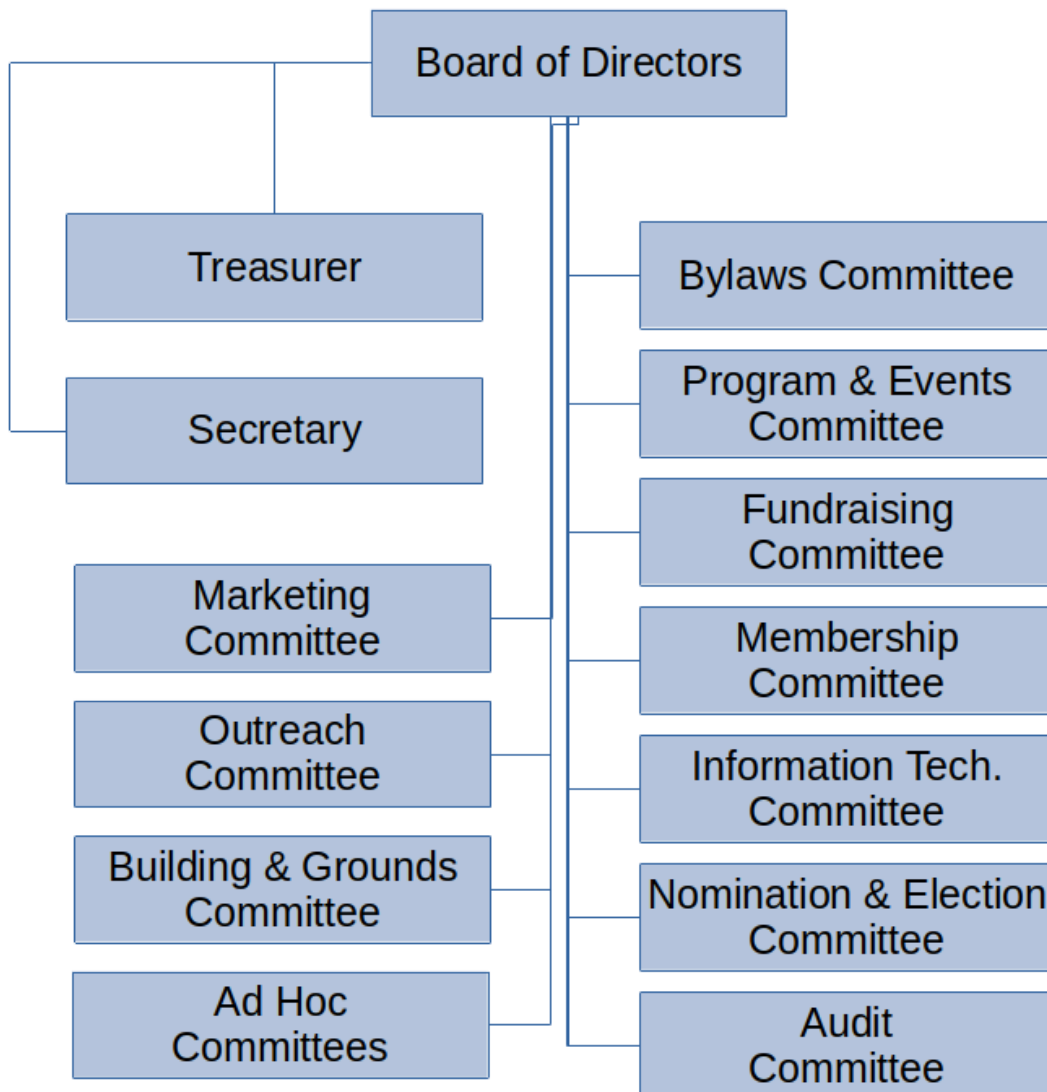 Board of Directors
Treasurer
Secretary
Marketing
Committee
Outreach
Committee
Building & Grounds
Committee
Ad Hoc
Committees
Bylaws Committee
Program & Events
Committee
Fundraising
Committee
Membership
Committee
Information Tech.
Committee
Nomination & Election
Committee
Audit
Committee